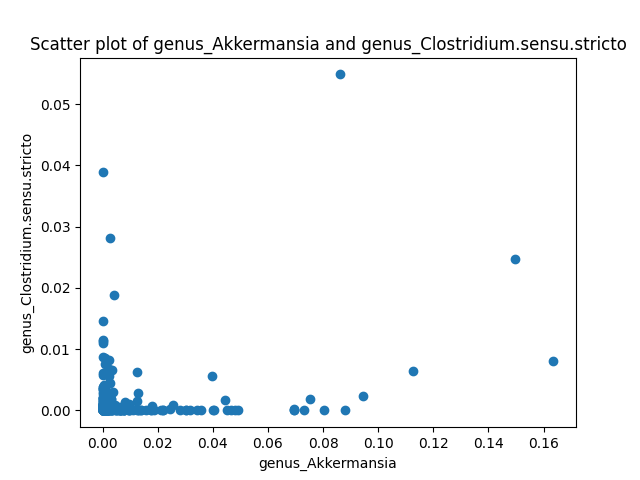 Scatter plot of genus_Akkermansia and genus_Clostridium.sensu.stricto
genus_Clostridium.sensu.stricto
0.05
0.04
0.03
0.02
0.01
0.00
0.00 0.02 0.04 0.06 0.08 0.10 0.12 0.14 0.16
genus_Akkermansia